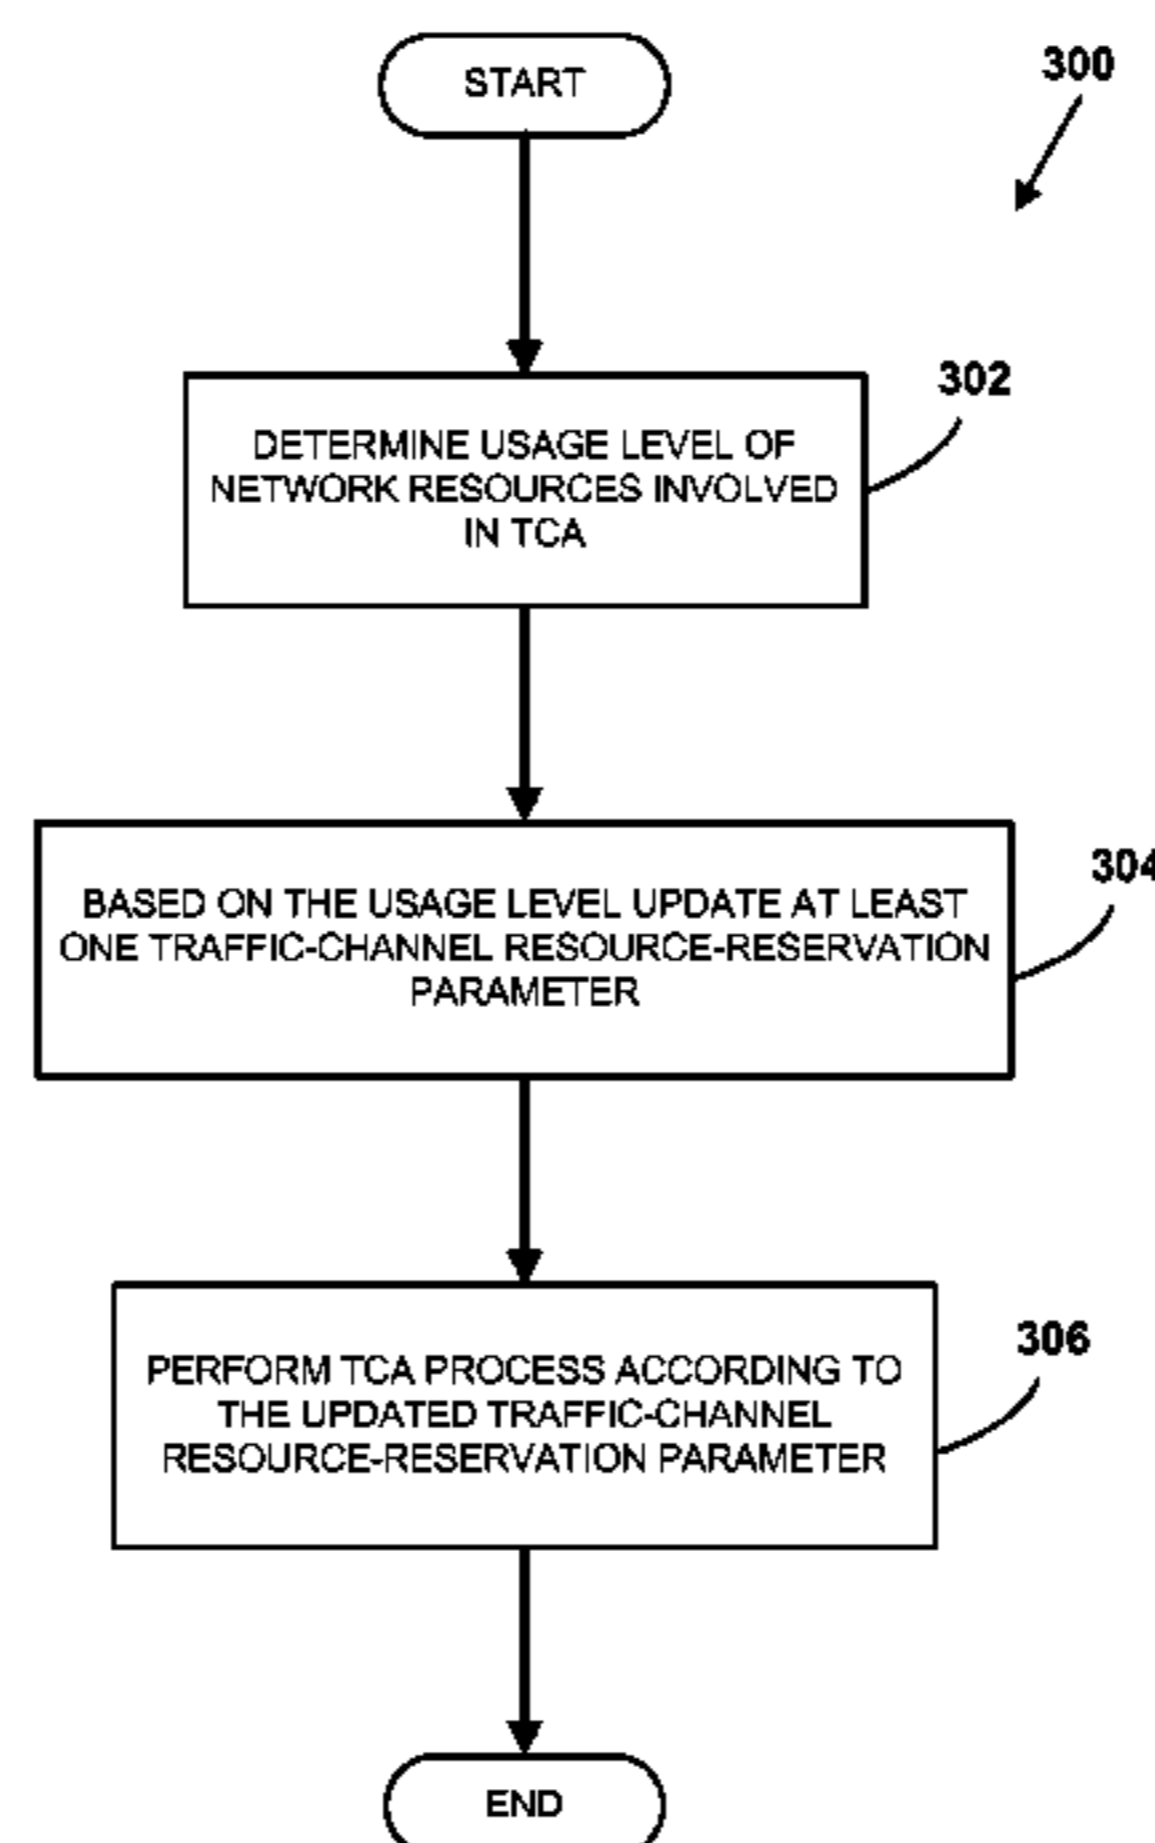 START
300
302
DETERMINE USAGE LEVEL OF
NETWORK RESOURCES INVOLVED
IN TCA
304
BASED ON THE USAGE LEVEL UPDATE AT LEAST
ONE TRAFFIC-CHANNEL RESOURCE-RESERVATION
PARAMETER
306
PERFORM TCA PROCESS ACCORDING TO
THE UPDATED TRAFFIC-CHANNEL
RESOURCE-RESERVATION PARAMETER
END